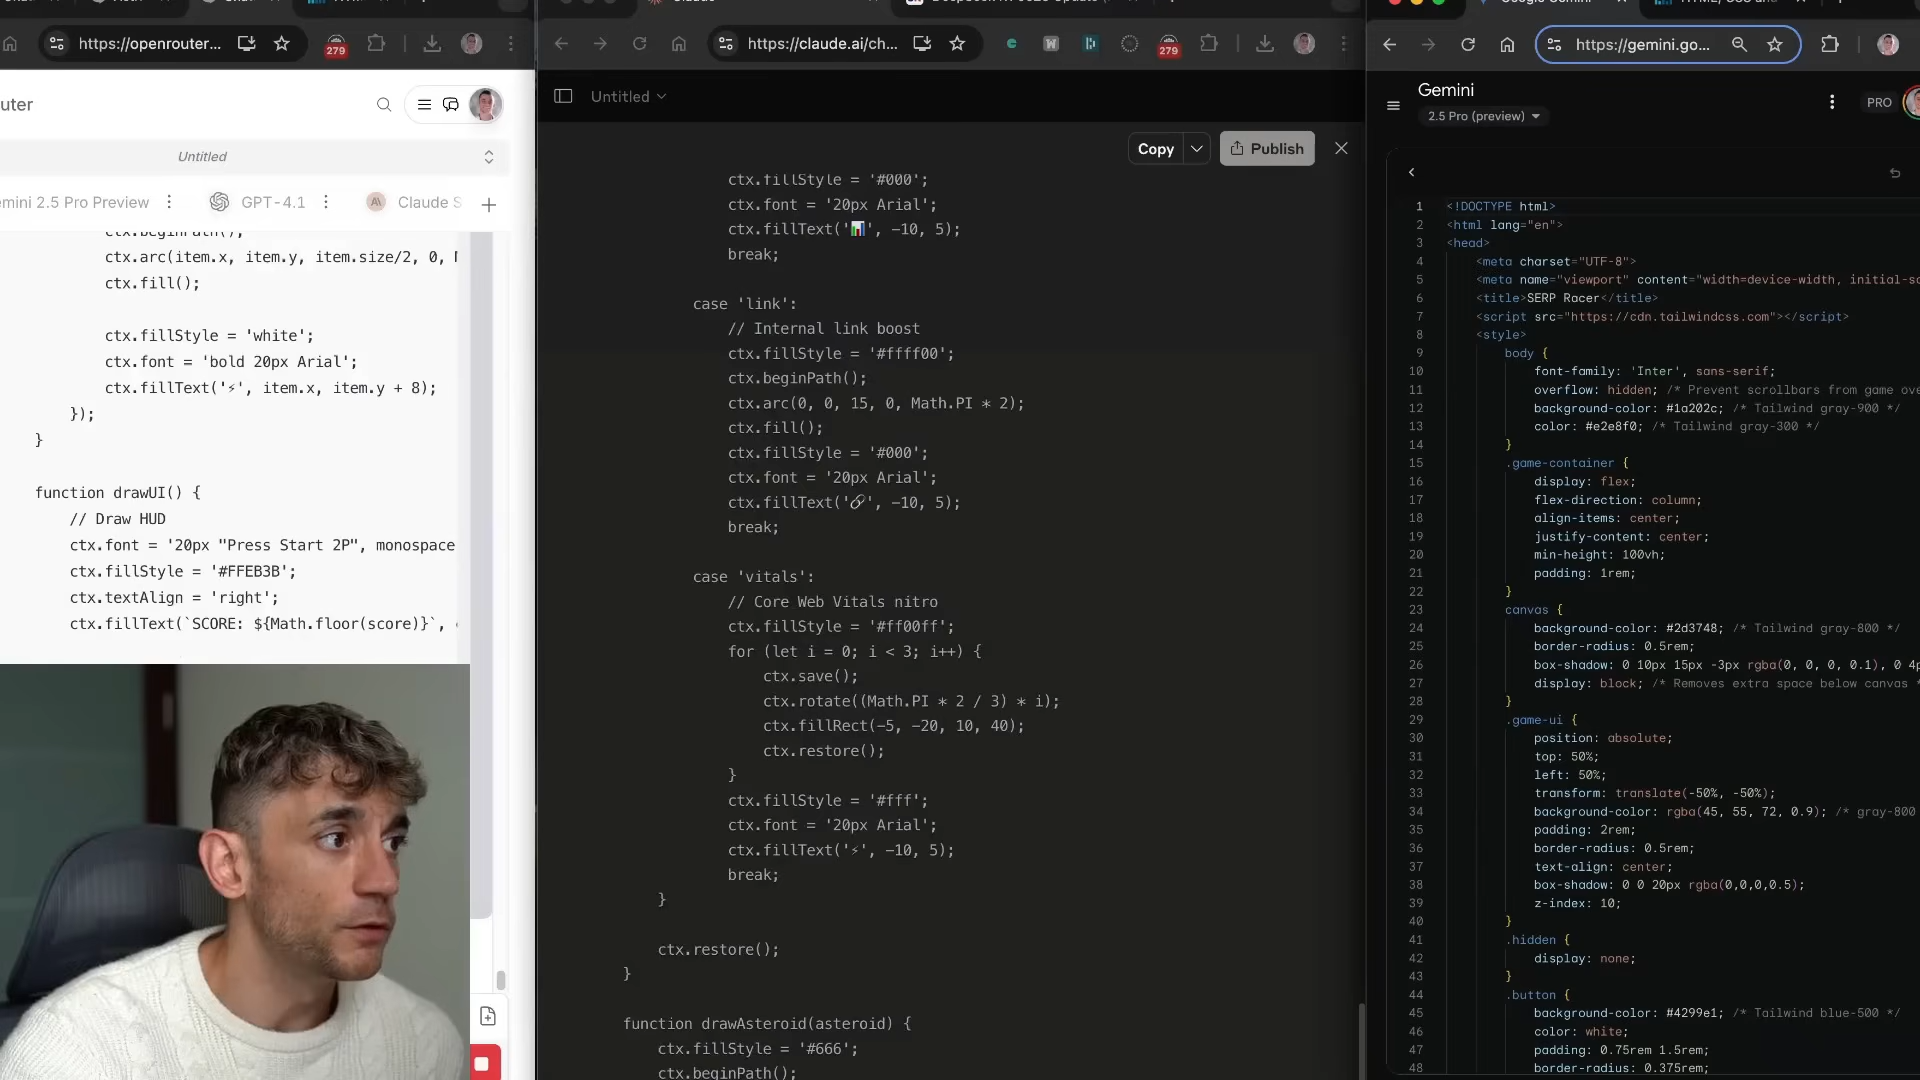 https://openrouter...
279
uter
Untitled
mini 2.5 Pro Preview
GPT-4.1
Claude S
ctx.beginPath();
ctx.arc(item.x, item.y, item.size/2, 0, M
ctx.fill();
ctx.fillStyle = 'white';
ctx.font = 'bold 20px Arial';
ctx.fillText('⚡', item.x, item.y + 8);
});
}
function drawUI() {
// Draw HUD
ctx.font = '20px "Press Start 2P", monospace
ctx.fillStyle = '#FFEB3B';
ctx.textAlign = 'right';
ctx.fillText(`SCORE: ${Math.floor(score)}`, c
https://claude.ai/ch...
279
Untitled
Copy
Publish
ctx.fillStyle = '#000';
ctx.font = '20px Arial';
ctx.fillText('📊', -10, 5);
break;
case 'link':
// Internal link boost
ctx.fillStyle = '#ffff00';
ctx.beginPath();
ctx.arc(0, 0, 15, 0, Math.PI * 2);
ctx.fill();
ctx.fillStyle = '#000';
ctx.font = '20px Arial';
ctx.fillText('🔗', -10, 5);
break;
case 'vitals':
// Core Web Vitals nitro
ctx.fillStyle = '#ff00ff';
for (let i = 0; i < 3; i++) {
ctx.save();
ctx.rotate((Math.PI * 2 / 3) * i);
ctx.fillRect(-5, -20, 10, 40);
ctx.restore();
}
ctx.fillStyle = '#fff';
ctx.font = '20px Arial';
ctx.fillText('⚡', -10, 5);
break;
}
ctx.restore();
}
function drawAsteroid(asteroid) {
ctx.fillStyle = '#666';
ctx.beginPath();
https://gemini.go...
Gemini
2.5 Pro (preview)
PRO
1 <!DOCTYPE html>
2 <html lang="en">
3 <head>
4 <meta charset="UTF-8">
5 <meta name="viewport" content="width=device-width, initial-sc
6 <title>SERP Racer</title>
7 <script src="https://cdn.tailwindcss.com"></script>
8 <style>
9 body {
10 font-family: 'Inter', sans-serif;
11 overflow: hidden; /* Prevent scrollbars from game ove
12 background-color: #1a202c; /* Tailwind gray-900 */
13 color: #e2e8f0; /* Tailwind gray-300 */
14 }
15 .game-container {
16 display: flex;
17 flex-direction: column;
18 align-items: center;
19 justify-content: center;
20 min-height: 100vh;
21 padding: 1rem;
22 }
23 canvas {
24 background-color: #2d3748; /* Tailwind gray-800 */
25 border-radius: 0.5rem;
26 box-shadow: 0 10px 15px -3px rgba(0, 0, 0, 0.1), 0 4p
27 display: block; /* Removes extra space below canvas *
28 }
29 .game-ui {
30 position: absolute;
31 top: 50%;
32 left: 50%;
33 transform: translate(-50%, -50%);
34 background-color: rgba(45, 55, 72, 0.9); /* gray-800
35 padding: 2rem;
36 border-radius: 0.5rem;
37 text-align: center;
38 box-shadow: 0 0 20px rgba(0,0,0,0.5);
39 z-index: 10;
40 }
41 .hidden {
42 display: none;
43 }
44 .button {
45 background-color: #4299e1; /* Tailwind blue-500 */
46 color: white;
47 padding: 0.75rem 1.5rem;
48 border-radius: 0.375rem;